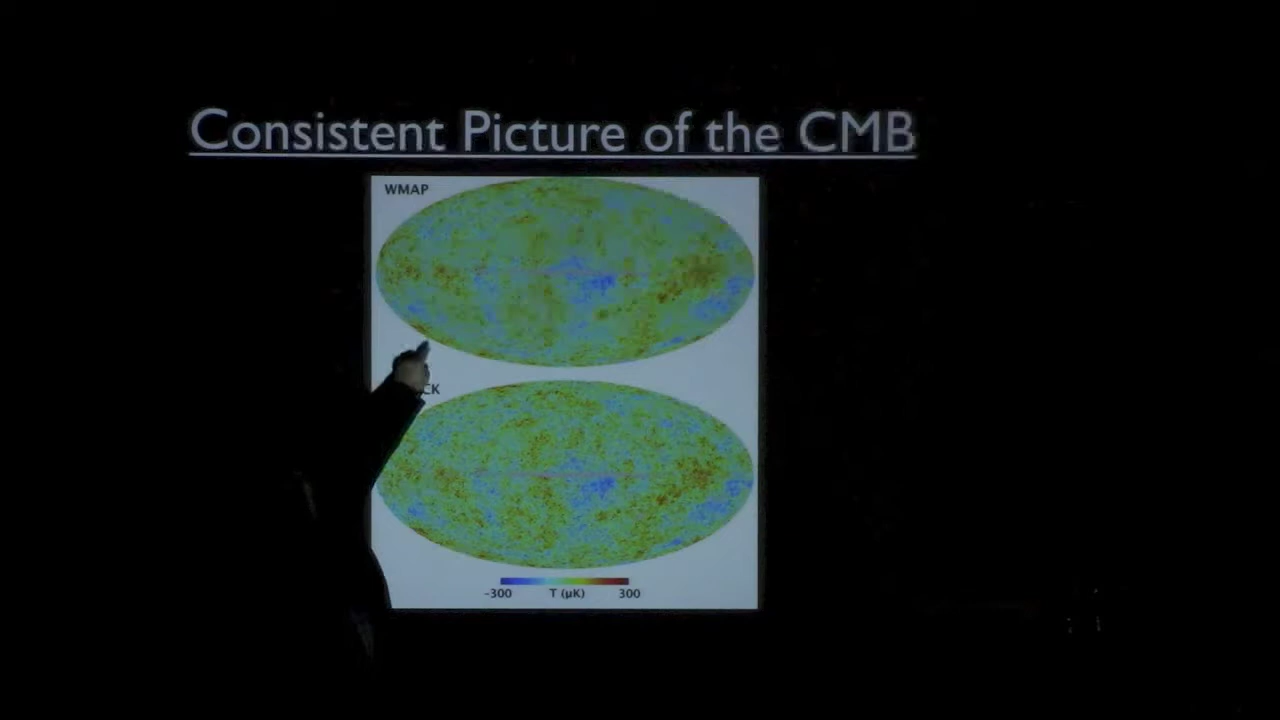 Consistent Picture of the CMB
WMAP
CK
-300 T (μK) 300